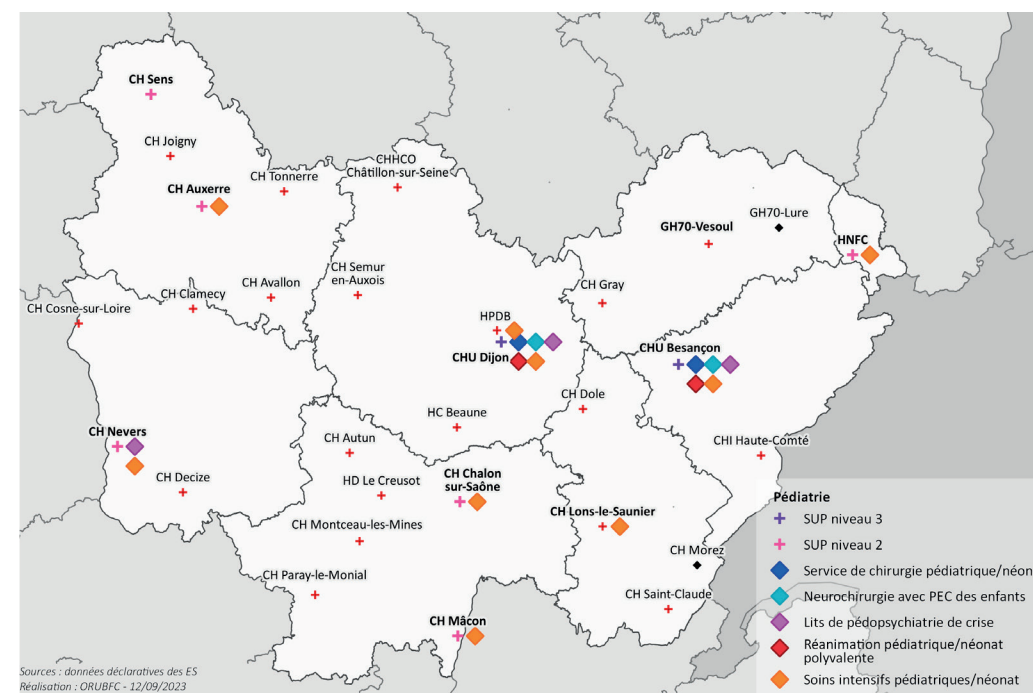 CH Sens
CH Joigny
CH Tonnerre
CH Auxerre
CHHCO
Châtillon-sur-Seine
GH70-Lure
GH70-Vesoul
HNFC
CH Semur
en-Auxois
CH Avallon
CH Clamecy
CH Gray
CH Cosne-sur-Loire
HPDB
CHU Dijon
CHU Besançon
CH Dole
HC Beaune
CH Nevers
CH Autun
CHI Haute-Comté
CH Decize
HD Le Creusot
CH Chalon
sur-Saône
CH Lons-le-Saunier
CH Montceau-les-Mines
CH Morez
CH Paray-le-Monial
CH Saint-Claude
CH Mâcon
Pédiatrie
SUP niveau 3
SUP niveau 2
Service de chirurgie pédiatrique/néon
Neurochirurgie avec PEC des enfants
Lits de pédopsychiatrie de crise
Réanimation pédiatrique/néonat
polyvalente
Soins intensifs pédiatriques/néonat
Sources : données déclaratives des ES
Réalisation : ORUBFC - 12/09/2023